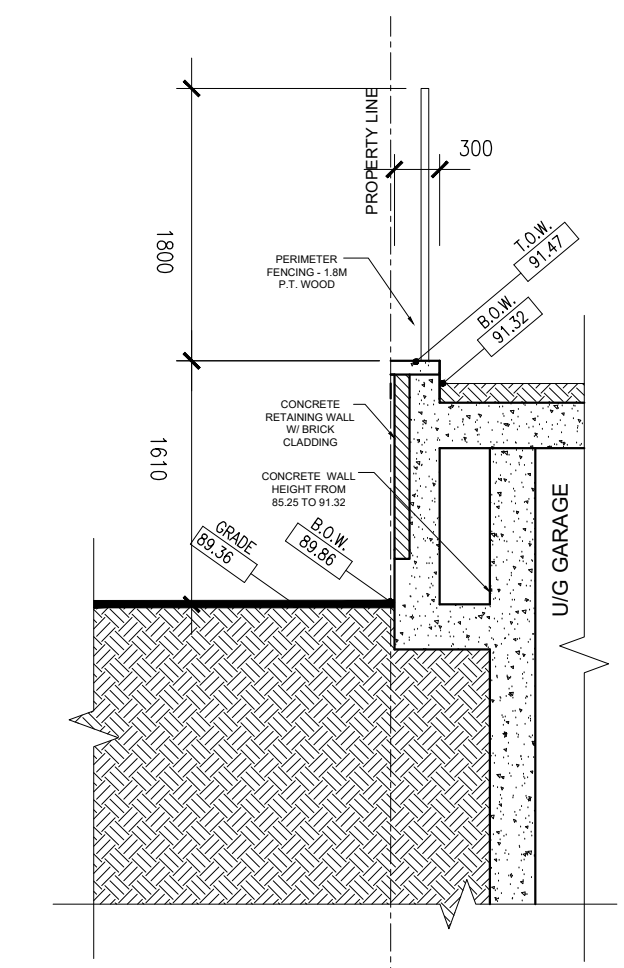 PROPERTY LINE
300
1800
PERIMETER
FENCING - 1.8M
P.T. WOOD
T.O.W.
91.47
B.O.W.
91.32
CONCRETE
RETAINING WALL
W/ BRICK
CLADDING
1610
CONCRETE WALL
HEIGHT FROM
85.25 TO 91.32
GRADE
89.36
B.O.W.
89.86
U/G GARAGE